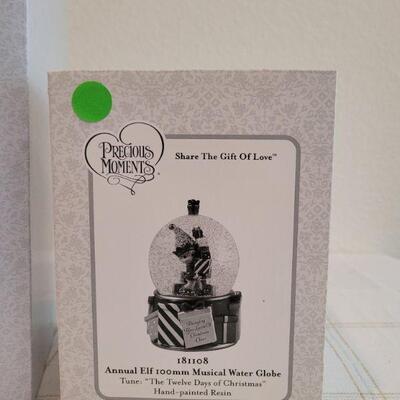 Precious
Moments
Share The Gift Of Love™
181108
Annual Elf 100mm Musical Water Globe
Tune: "The Twelve Days of Christmas"
Hand-painted Resin